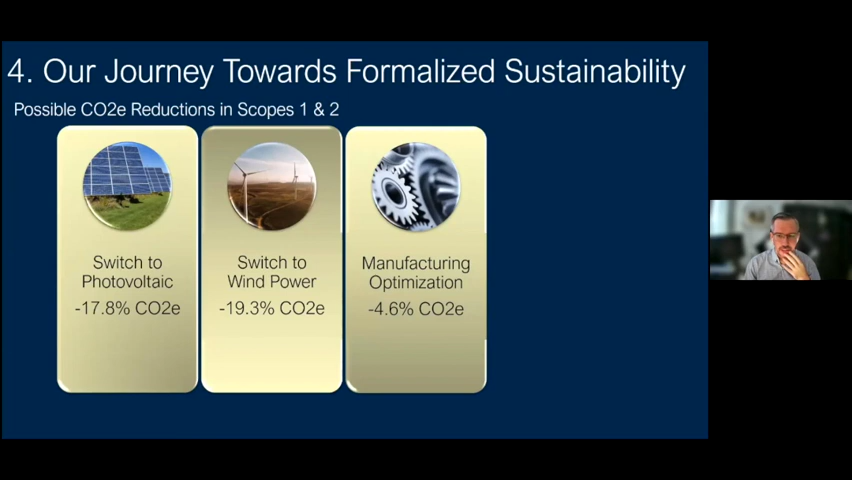 4. Our Journey Towards Formalized Sustainability
Possible CO2e Reductions in Scopes 1 & 2
Switch to
Photovoltaic
-17.8% CO2e
Switch to
Wind Power
-19.3% CO2e
Manufacturing
Optimization
-4.6% CO2e